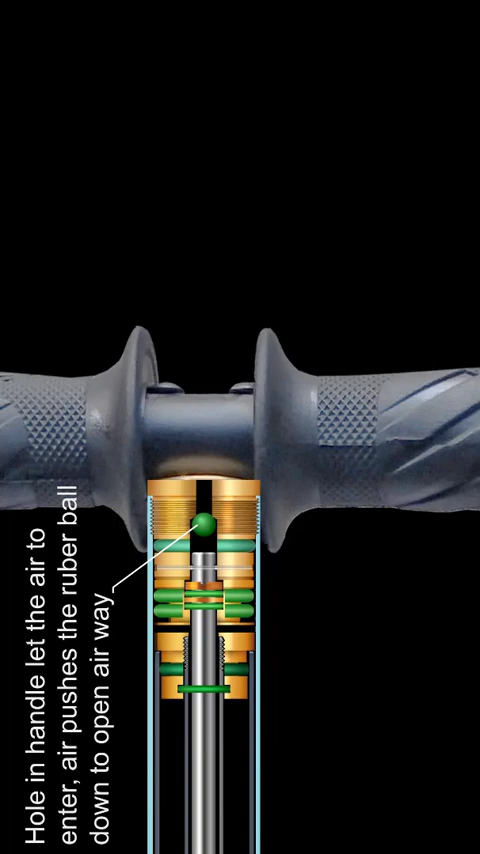 Hole in handle let the air to
enter, air pushes the ruber ball
down to open air way